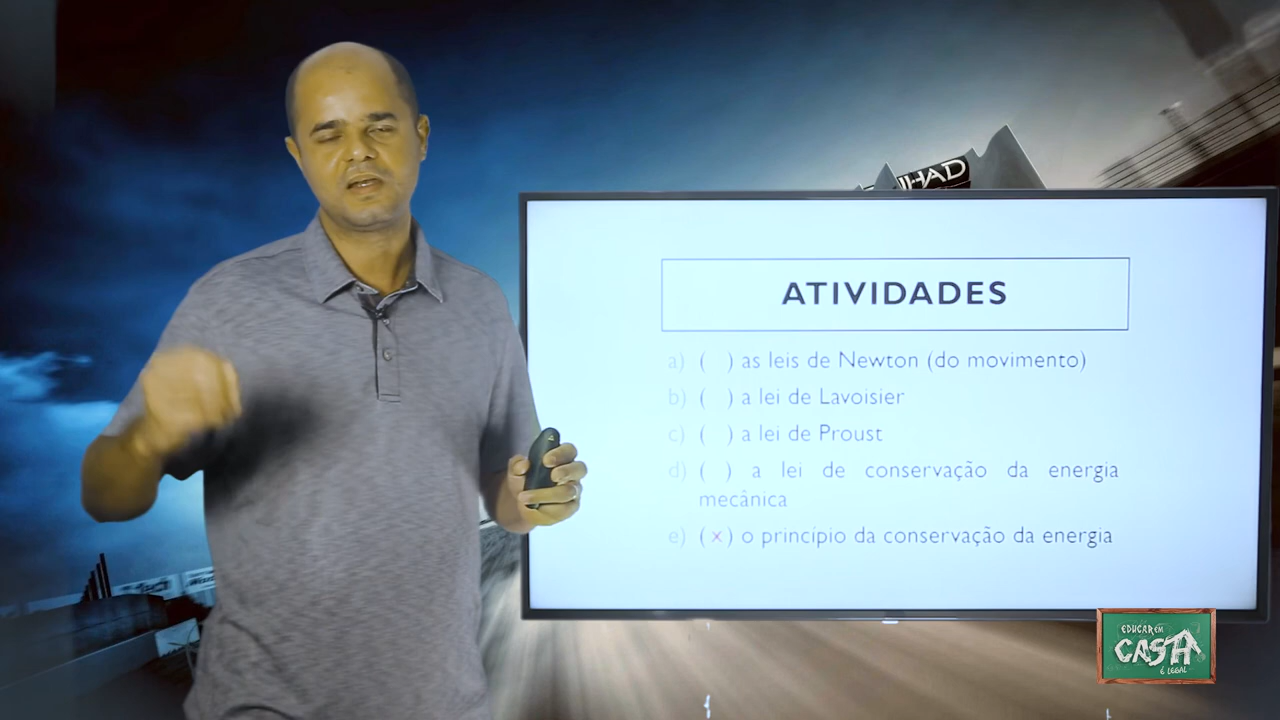 IHAD
ATIVIDADES
a) ( ) as leis de Newton (do movimento)
b) ( ) a lei de Lavoisier
c) ( ) a lei de Proust
d) ( ) a lei de conservação da energia
mecânica
e) (x) o princípio da conservação da energia
EDUCAR EM
CASA
É LEGAL